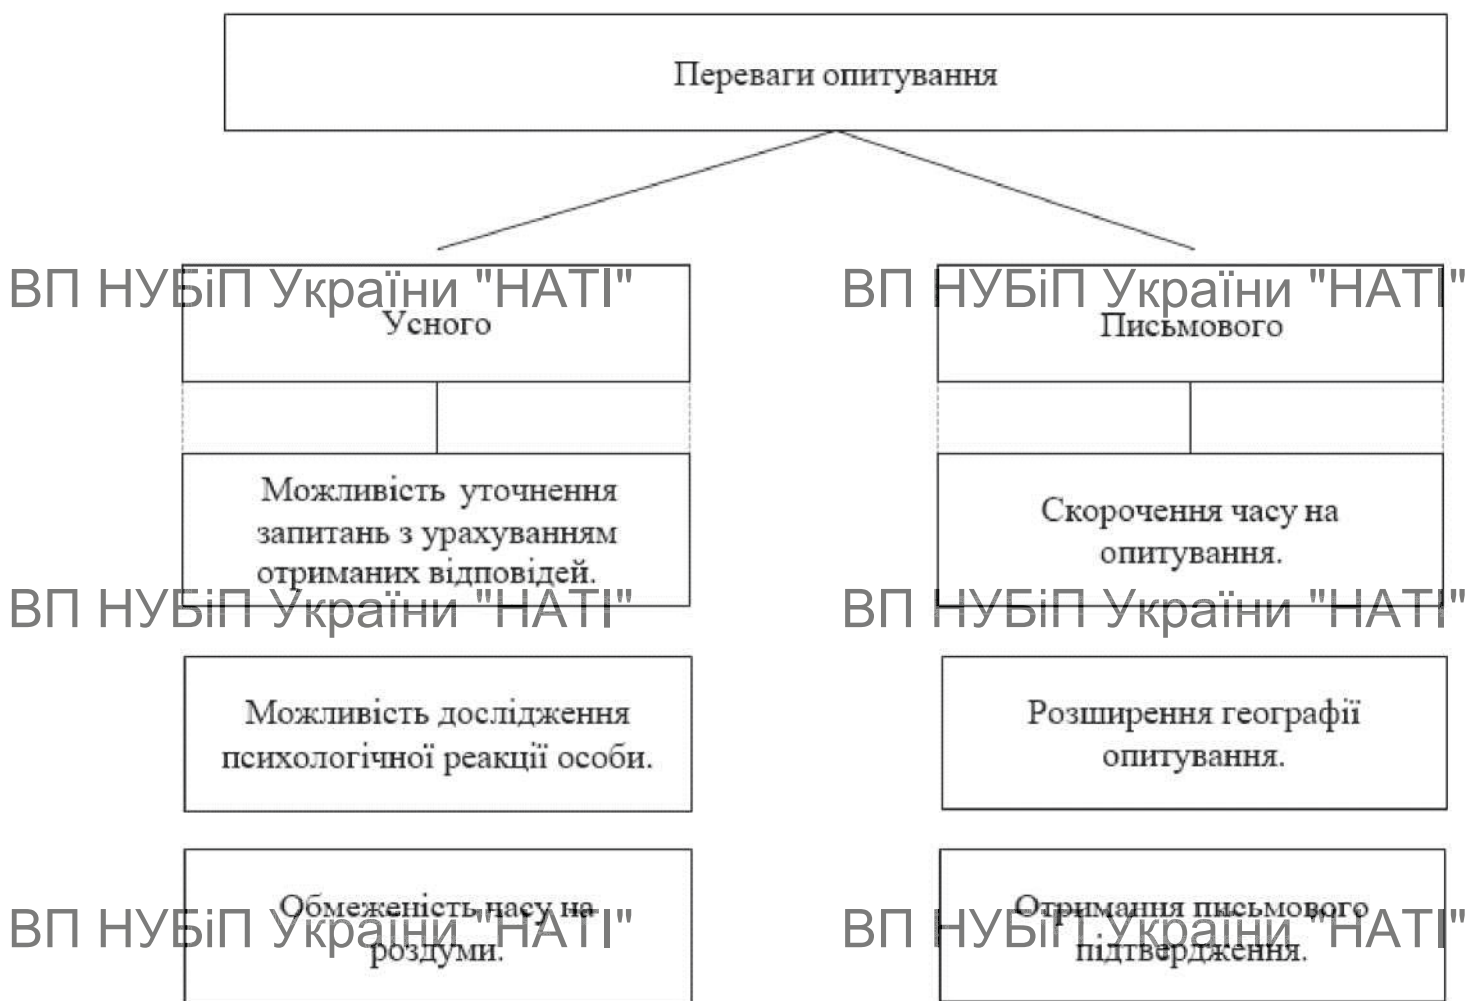 Переваги опитування
ВП НУБіП України "НАТІ"
ВП НУБіП України "НАТІ"
Усного
Письмового
Можливість уточнення
запитань з урахуванням
отриманих відповідей.
Скорочення часу на
опитування.
ВП НУБіП України "НАТІ"
ВП НУБіП України "НАТІ"
Можливість дослідження
психологічної реакції особи.
Розширення географії
опитування.
Обмеженість часу на
роздуми.
Отримання письмового
підтвердження.
ВП НУБіП України "НАТІ"
ВП НУБіП України "НАТІ"